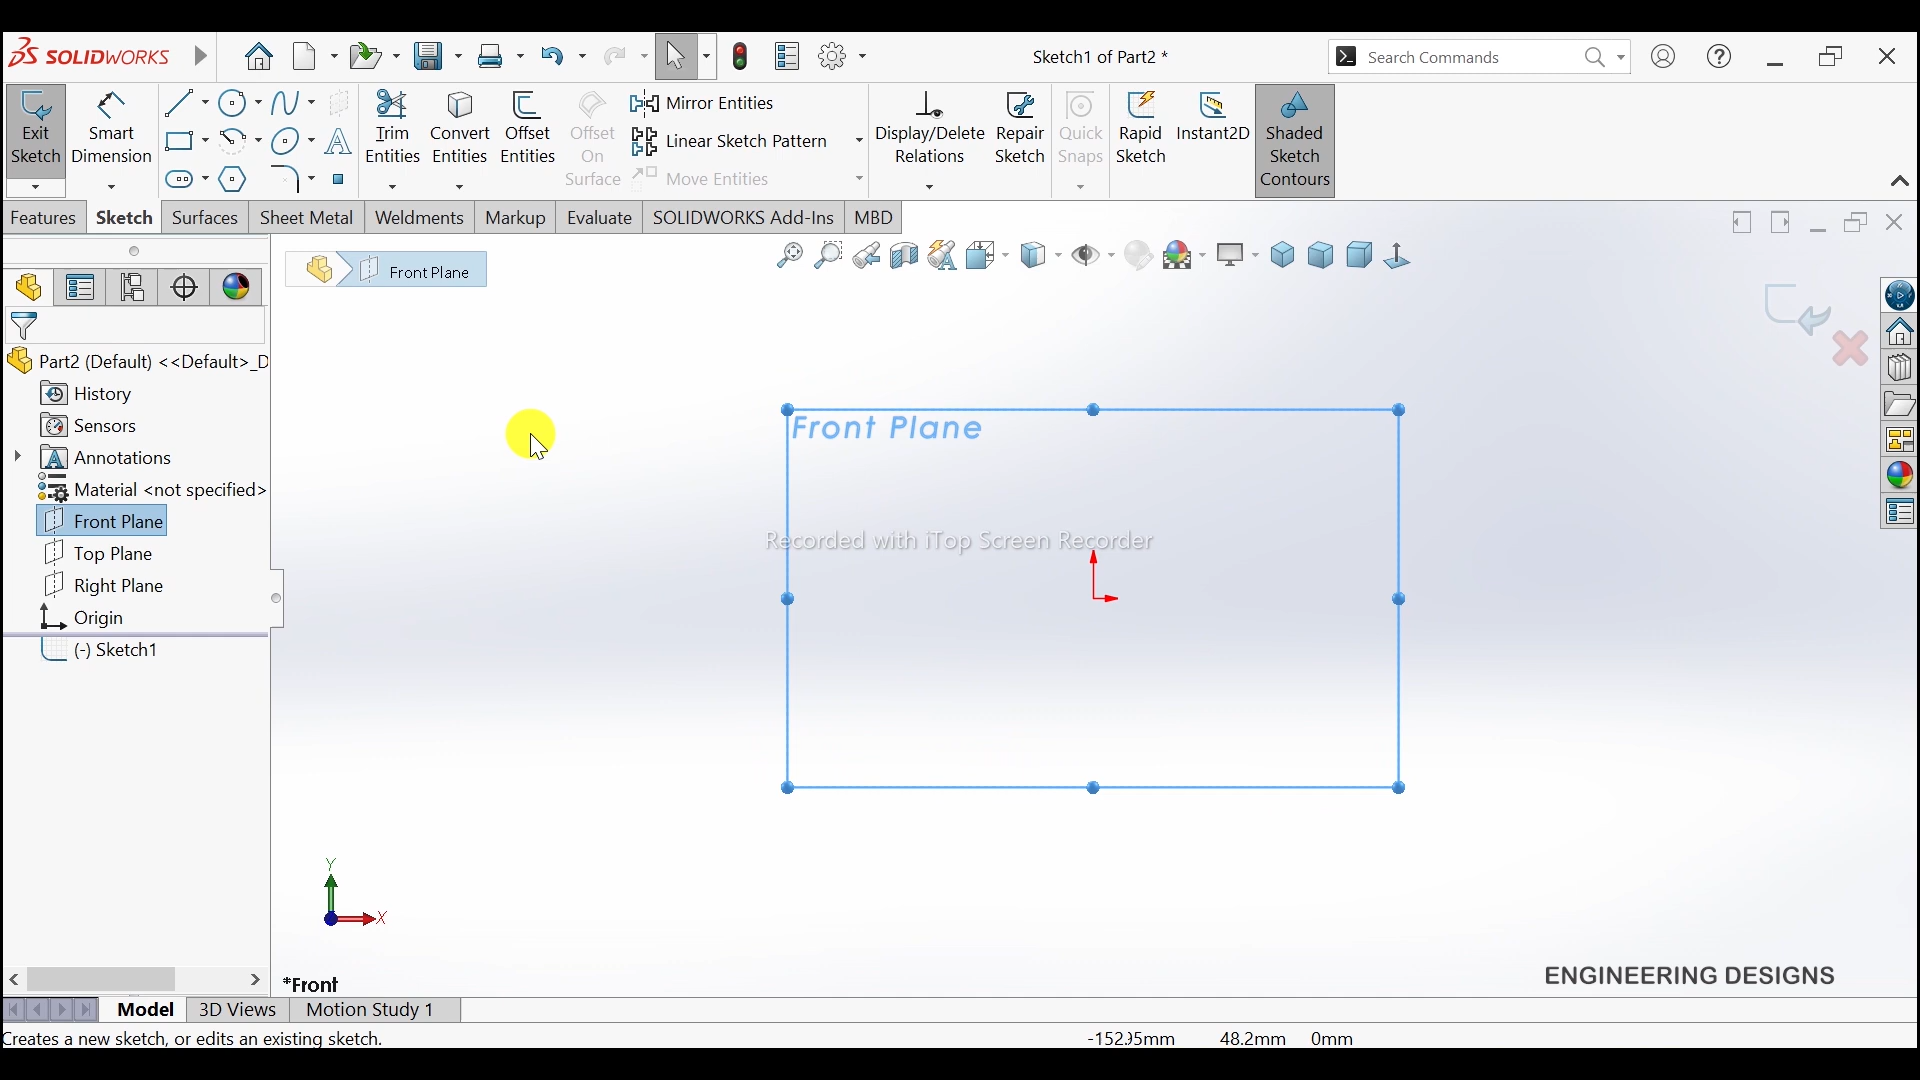 SOLIDWORKS
Sketch1 of Part2 *
Search Commands
Exit Sketch
Smart Dimension
Trim Entities
Convert Entities
Offset Entities
Offset On Surface
Mirror Entities
Linear Sketch Pattern
Move Entities
Display/Delete Relations
Repair Sketch
Quick Snaps
Rapid Sketch
Instant2D
Shaded Sketch Contours
Features
Sketch
Surfaces
Sheet Metal
Weldments
Markup
Evaluate
SOLIDWORKS Add-Ins
MBD
Front Plane
Part2 (Default) <<Default>_D
History
Sensors
Annotations
Material <not specified>
Front Plane
Top Plane
Right Plane
Origin
(-) Sketch1
Front Plane
Recorded with iTop Screen Recorder
Y
X
*Front
ENGINEERING DESIGNS
Model
3D Views
Motion Study 1
Creates a new sketch, or edits an existing sketch.
48.2mm
0mm